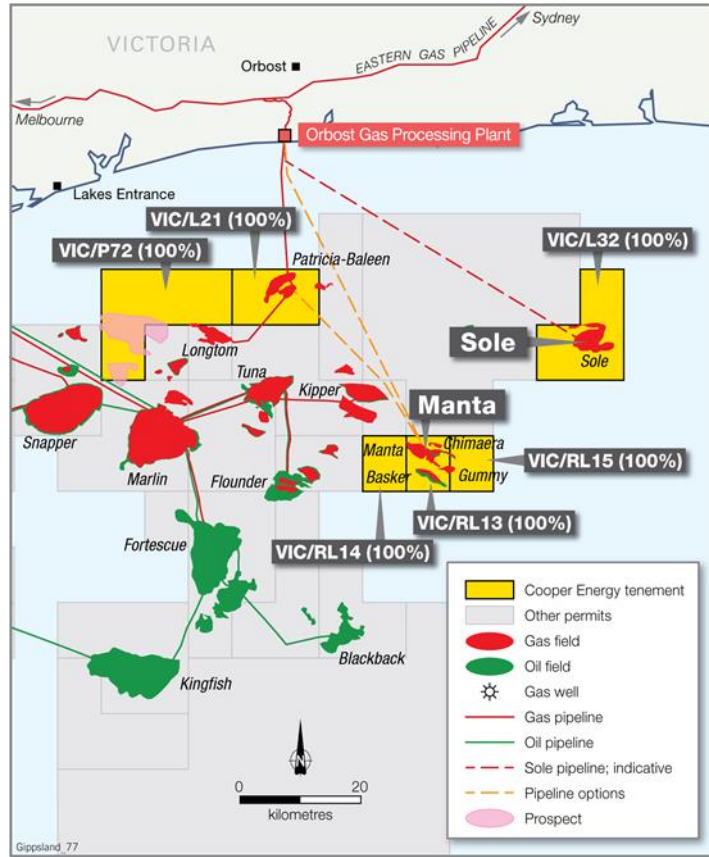 Sydney
VICTORIA
EASTERN GAS PIPELINE
Orbost
Melbourne
Orbost Gas Processing Plant
Lakes Entrance
VIC/L21 (100%)
VIC/P72 (100%)
VIC/L32 (100%)
Patricia-Baleen
Longtom
Sole
Sole
Tuna
Kipper
Manta
Snapper
Marlin
Flounder
Manta
Chimaera
Basker
Gummy
VIC/RL15 (100%)
VIC/RL13 (100%)
VIC/RL14 (100%)
Fortescue
Blackback
Kingfish
N
0
20
kilometres
Cooper Energy tenement
Other permits
Gas field
Oil field
Gas well
Gas pipeline
Oil pipeline
Sole pipeline; indicative
Pipeline options
Prospect
Gippsland_77